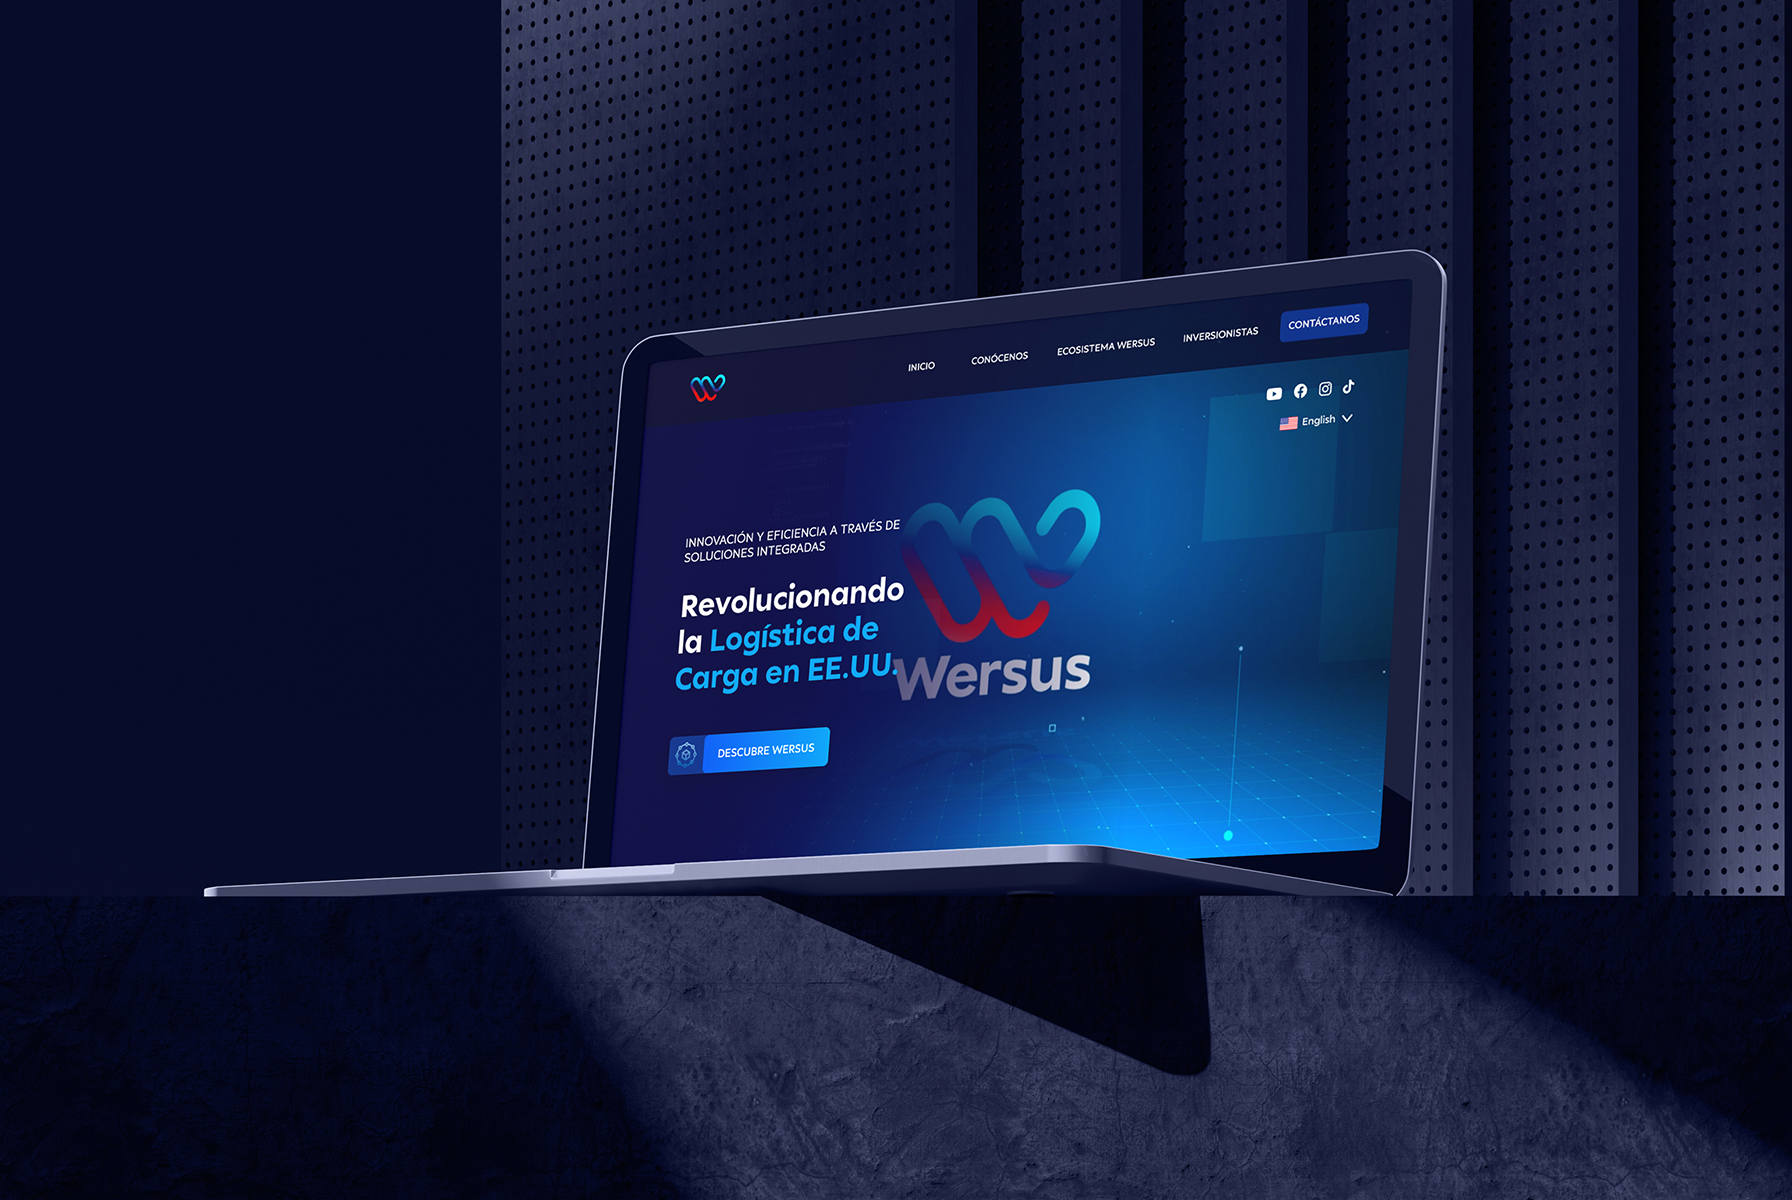 INICIO
CONÓCENOS
ECOSISTEMA WERSUS
INVERSIONISTAS
CONTÁCTANOS
English
INNOVACIÓN Y EFICIENCIA A TRAVÉS DE
SOLUCIONES INTEGRADAS
Revolucionando
la Logística de
Carga en EE.UU.
Wersus
DESCUBRE WERSUS